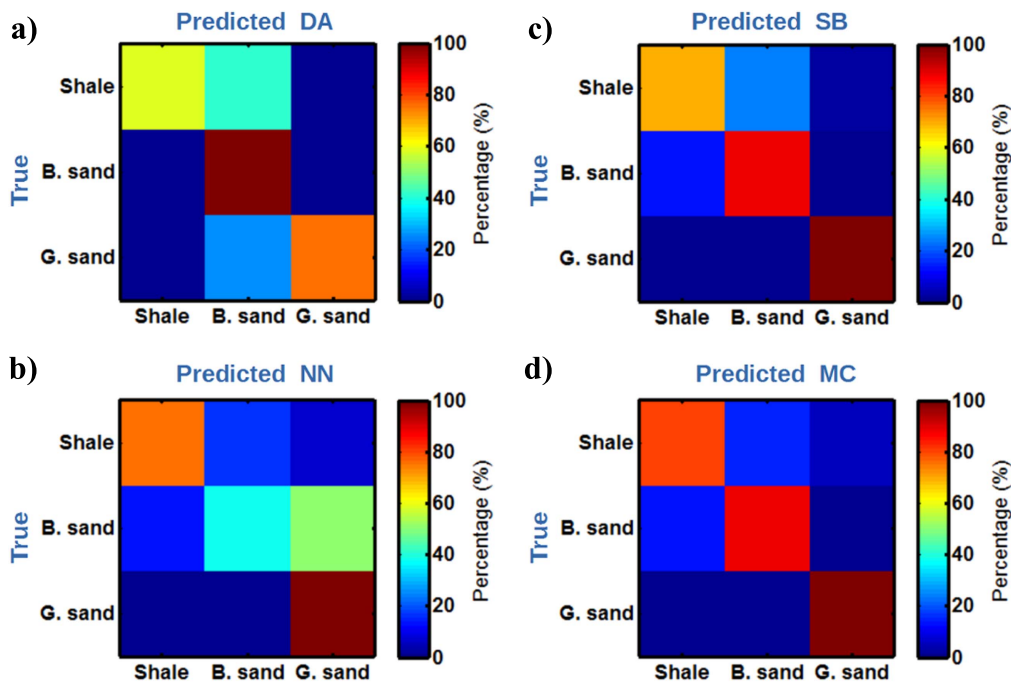 a)
Predicted DA
True
Shale
B. sand
G. sand
Shale B. sand G. sand
100
80
60
40
20
0
Percentage (%)
c)
Predicted SB
True
Shale
B. sand
G. sand
Shale B. sand G. sand
100
80
60
40
20
0
Percentage (%)
b)
Predicted NN
True
Shale
B. sand
G. sand
Shale B. sand G. sand
100
80
60
40
20
0
Percentage (%)
d)
Predicted MC
True
Shale
B. sand
G. sand
Shale B. sand G. sand
100
80
60
40
20
0
Percentage (%)